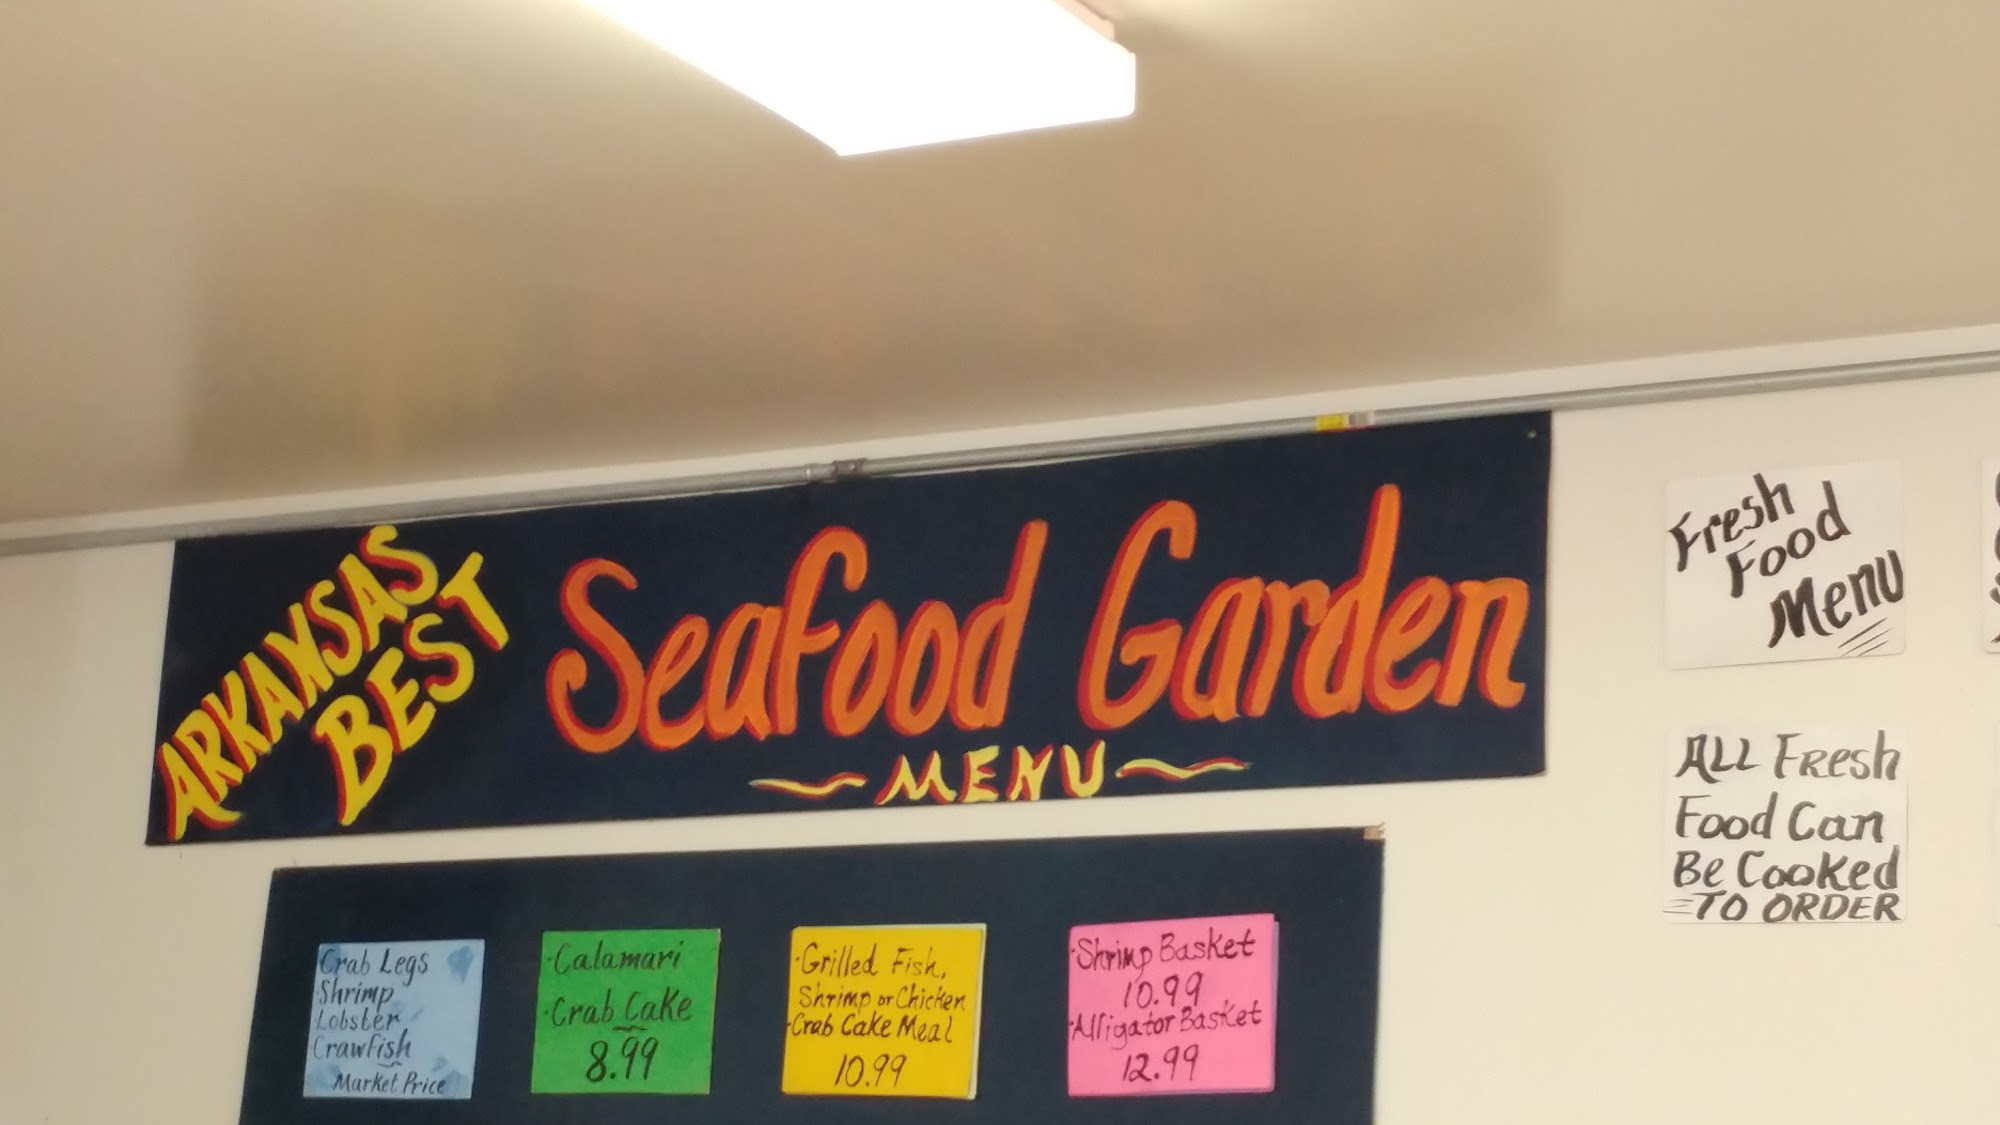 ARKANSAS
BEST
Seafood Garden
MENU
Fresh
Food
Menu
ALL Fresh
Food Can
Be Cooked
TO ORDER
Crab Legs
Shrimp
Lobster
Crawfish
Market Price
·Calamari
·Crab Cake
8.99
·Grilled Fish,
Shrimp or Chicken
·Crab Cake Meal
10.99
·Shrimp Basket
10.99
·Alligator Basket
12.99